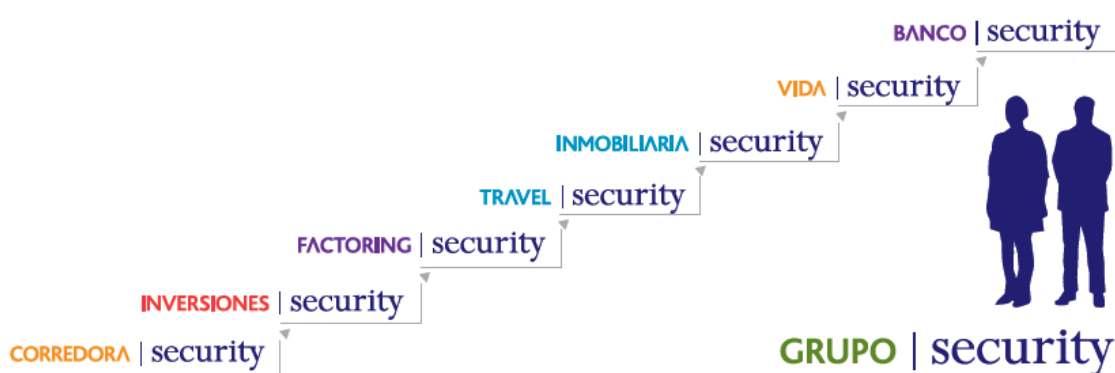 BANCO | security
VIDA | security
INMOBILIARIA | security
TRAVEL | security
FACTORING | security
INVERSIONES | security
CORREDORA | security
GRUPO | security